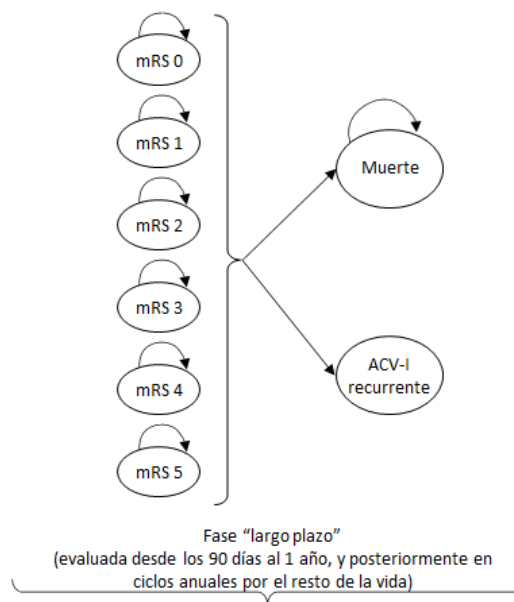 mRS 0
mRS 1
mRS 2
mRS 3
mRS 4
mRS 5
Muerte
ACV-I
recurrente
Fase “largo plazo”
(evaluada desde los 90 días al 1 año, y posteriormente en
ciclos anuales por el resto de la vida)